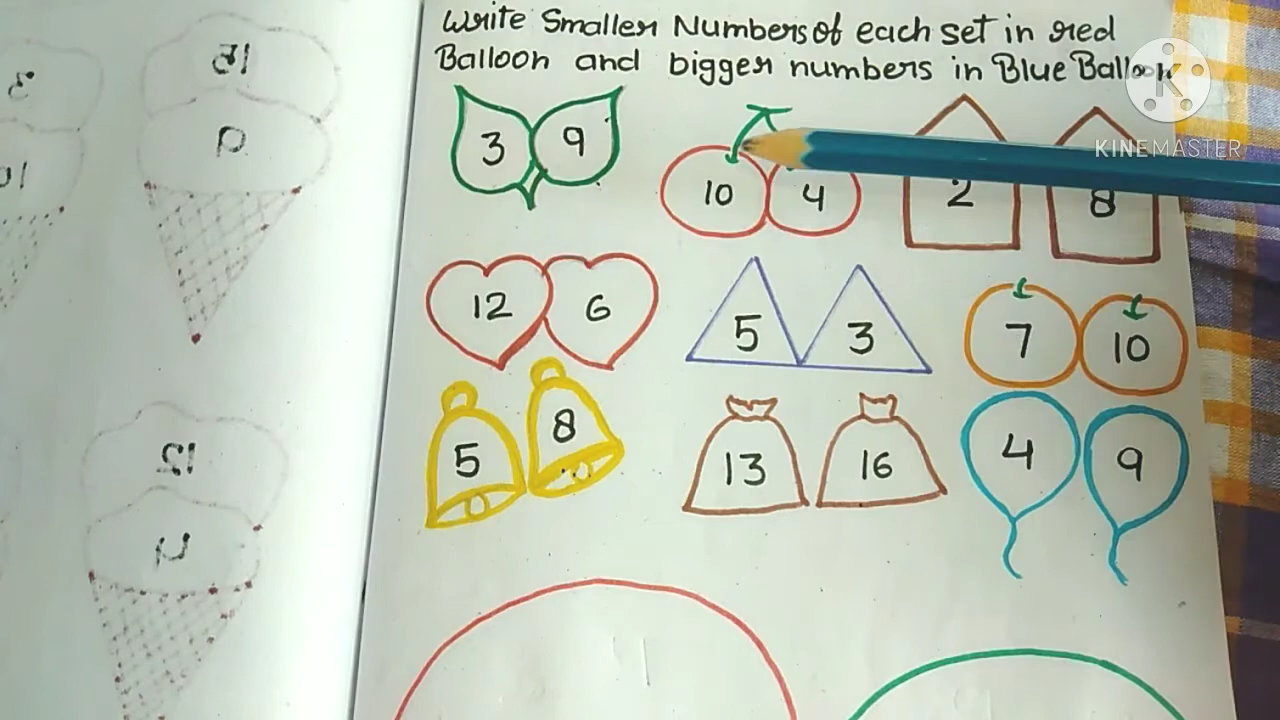 Write Smaller Numbers of each set in red
Balloon and bigger numbers in Blue Balloon
K
KINEMASTER
3 9
10 4
2 8
12 6
5 3
7 10
5 8
13 16
4 9